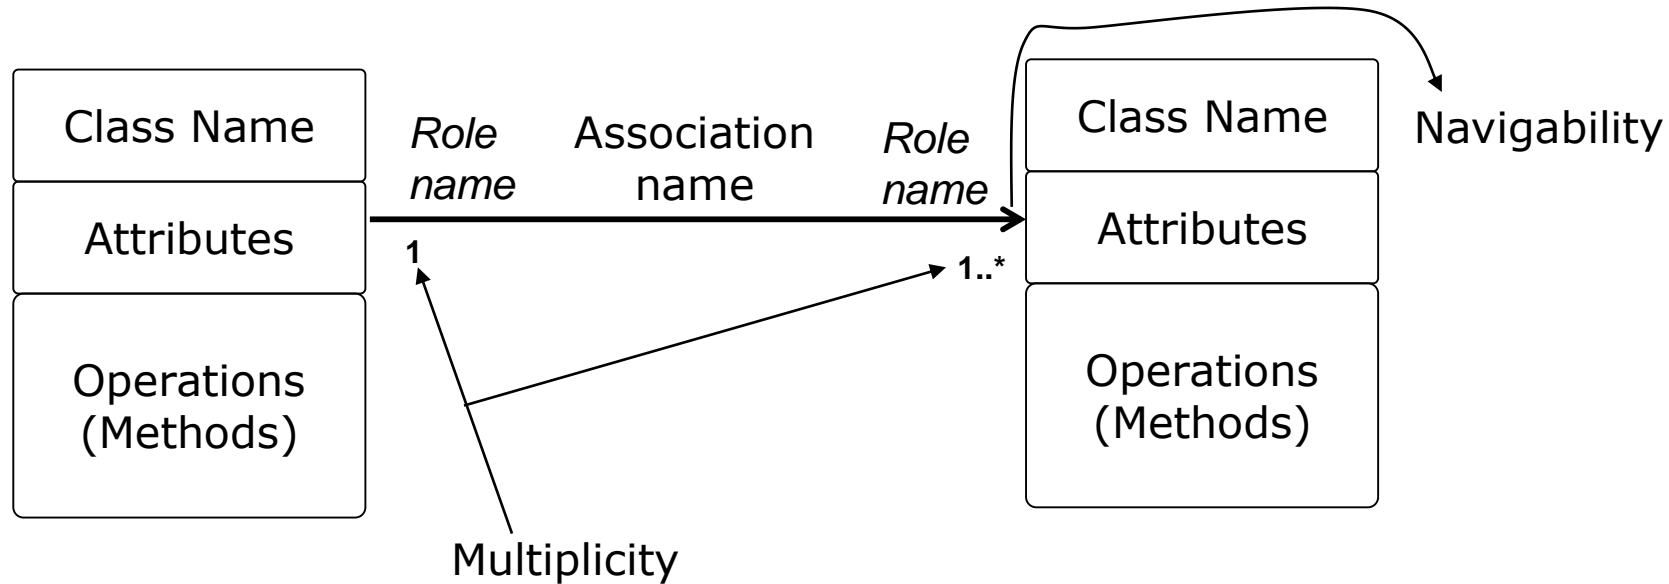 Class Name
Attributes
Operations
(Methods)
Role
name
Association
name
Role
name
1
1..*
Multiplicity
Class Name
Attributes
Operations
(Methods)
Navigability